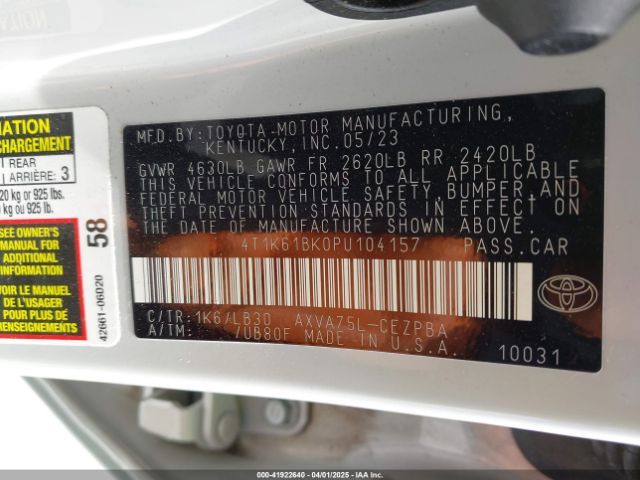 MATION
CHARGEMENT
REAR
ARRIÈRE: 3
20 kg or 925 lbs.
kg ou 925 lb.
SEE OWNER'S
MANUAL FOR
ADDITIONAL
INFORMATION
VOIR MANUEL
DE L'USAGER
POUR PLUS DE
RENSEIGNEMENTS
58
42661-06020
MFD.BY:TOYOTA MOTOR MANUFACTURING,
KENTUCKY, INC. 05/23
GVWR 4630LB GAWR FR 2620LB RR 2420LB
THIS VEHICLE CONFORMS TO ALL APPLICABLE
FEDERAL MOTOR VEHICLE SAFETY, BUMPER, AND
THEFT PREVENTION STANDARDS IN EFFECT ON
THE DATE OF MANUFACTURE SHOWN ABOVE.
4T1K61BK0PU104157 PASS.CAR
C/TR:1K6/LB30 AXVA75L-CEZPBA
A/TM: /UB80F MADE IN U.S.A.
10031
000-41922640 - 04/01/2025 - IAAI.COM